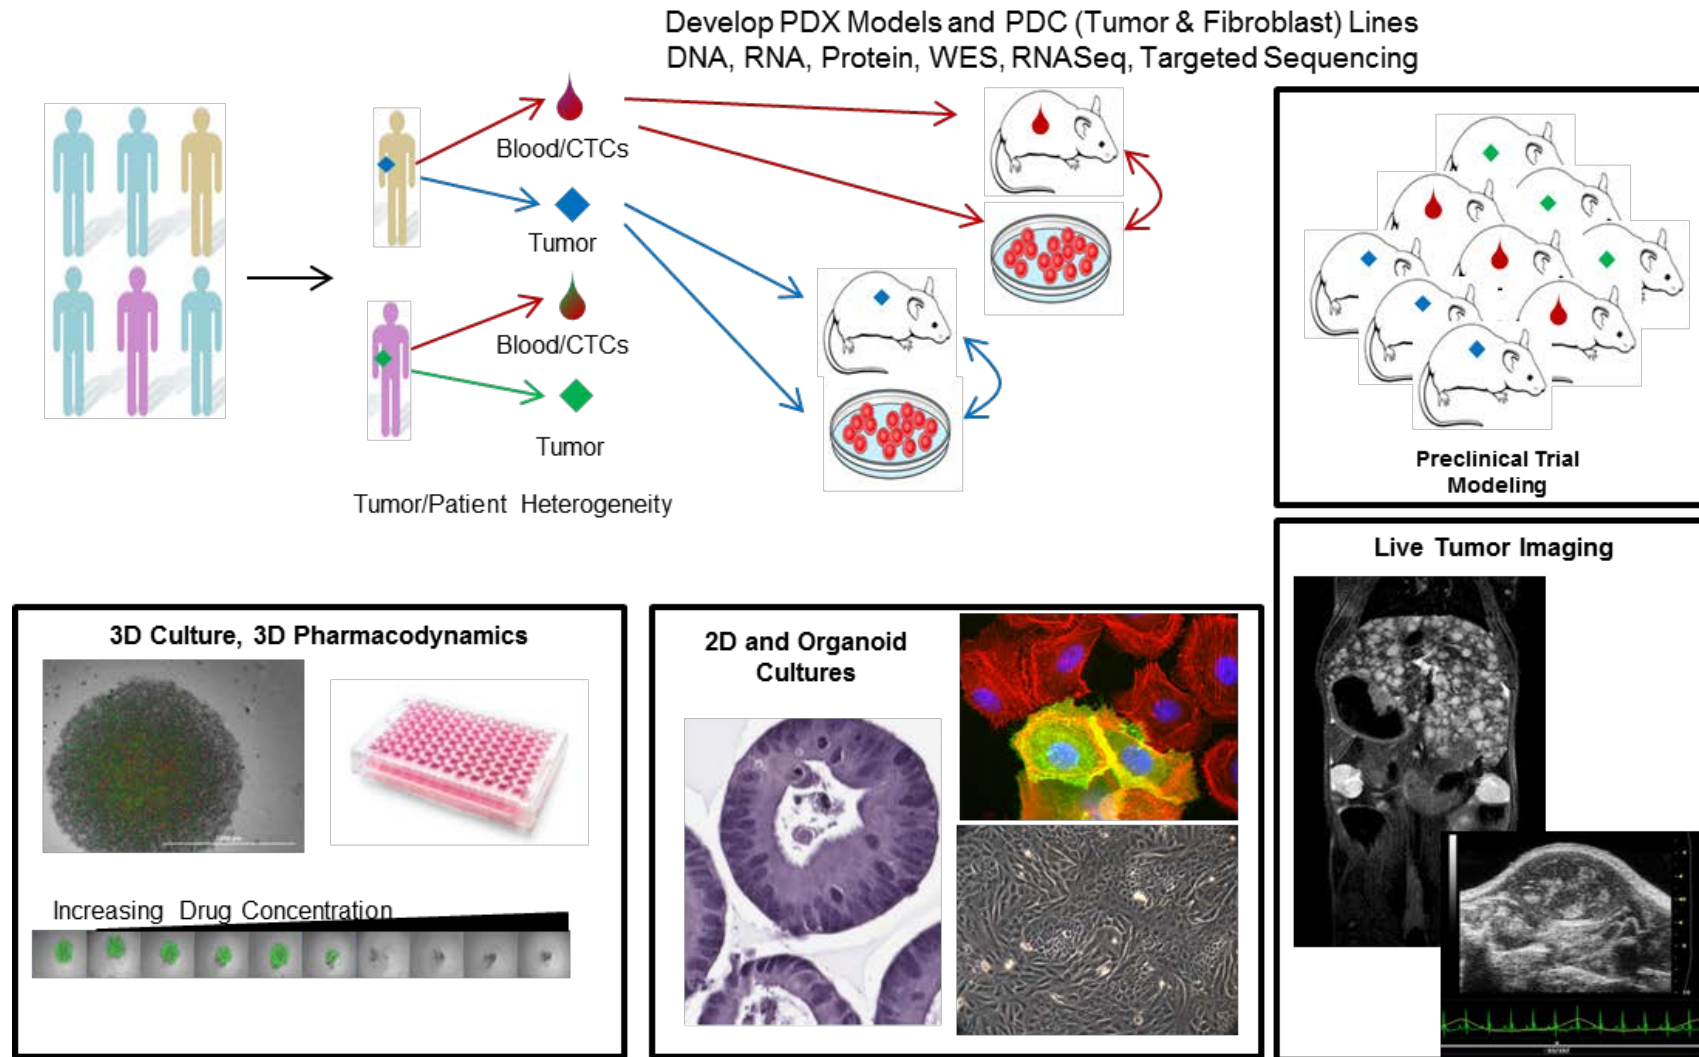 Develop PDX Models and PDC (Tumor & Fibroblast) Lines
DNA, RNA, Protein, WES, RNASeq, Targeted Sequencing
Blood/CTCs
Tumor
Blood/CTCs
Tumor
Tumor/Patient Heterogeneity
Preclinical Trial
Modeling
Live Tumor Imaging
3D Culture, 3D Pharmacodynamics
Increasing Drug Concentration
2D and Organoid
Cultures